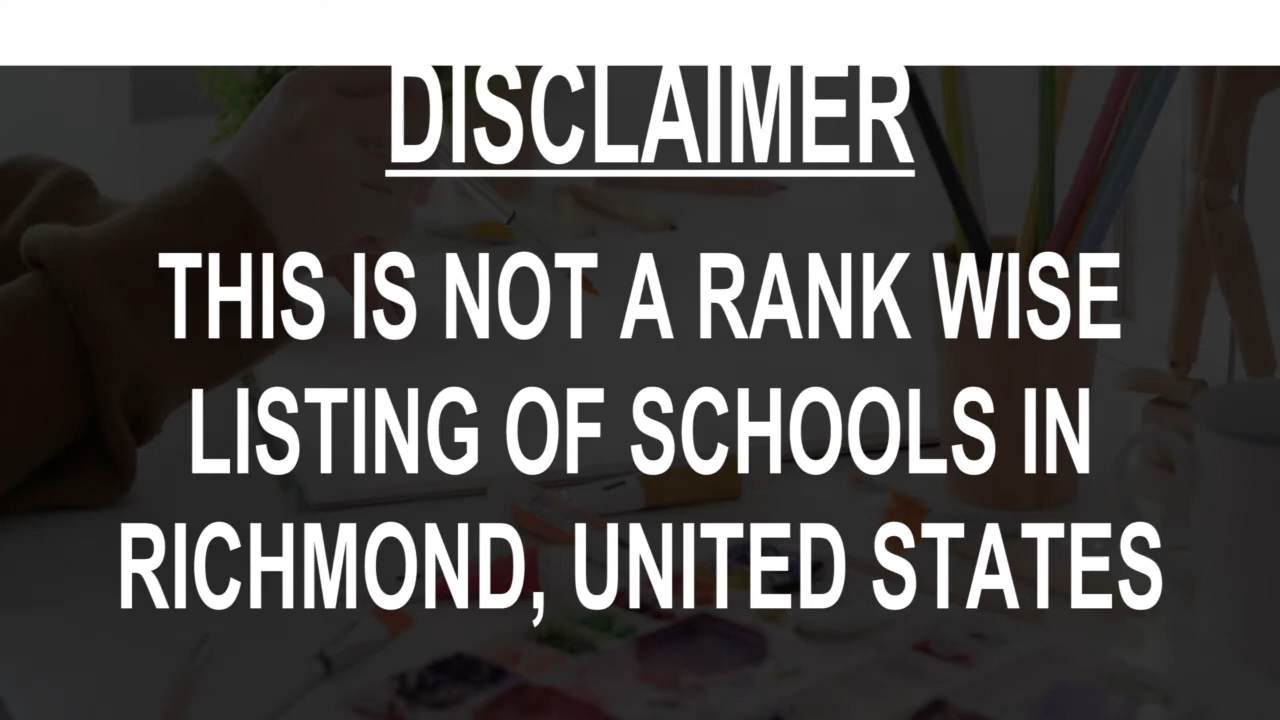 DISCLAIMER
THIS IS NOT A RANK WISE
LISTING OF SCHOOLS IN
RICHMOND, UNITED STATES